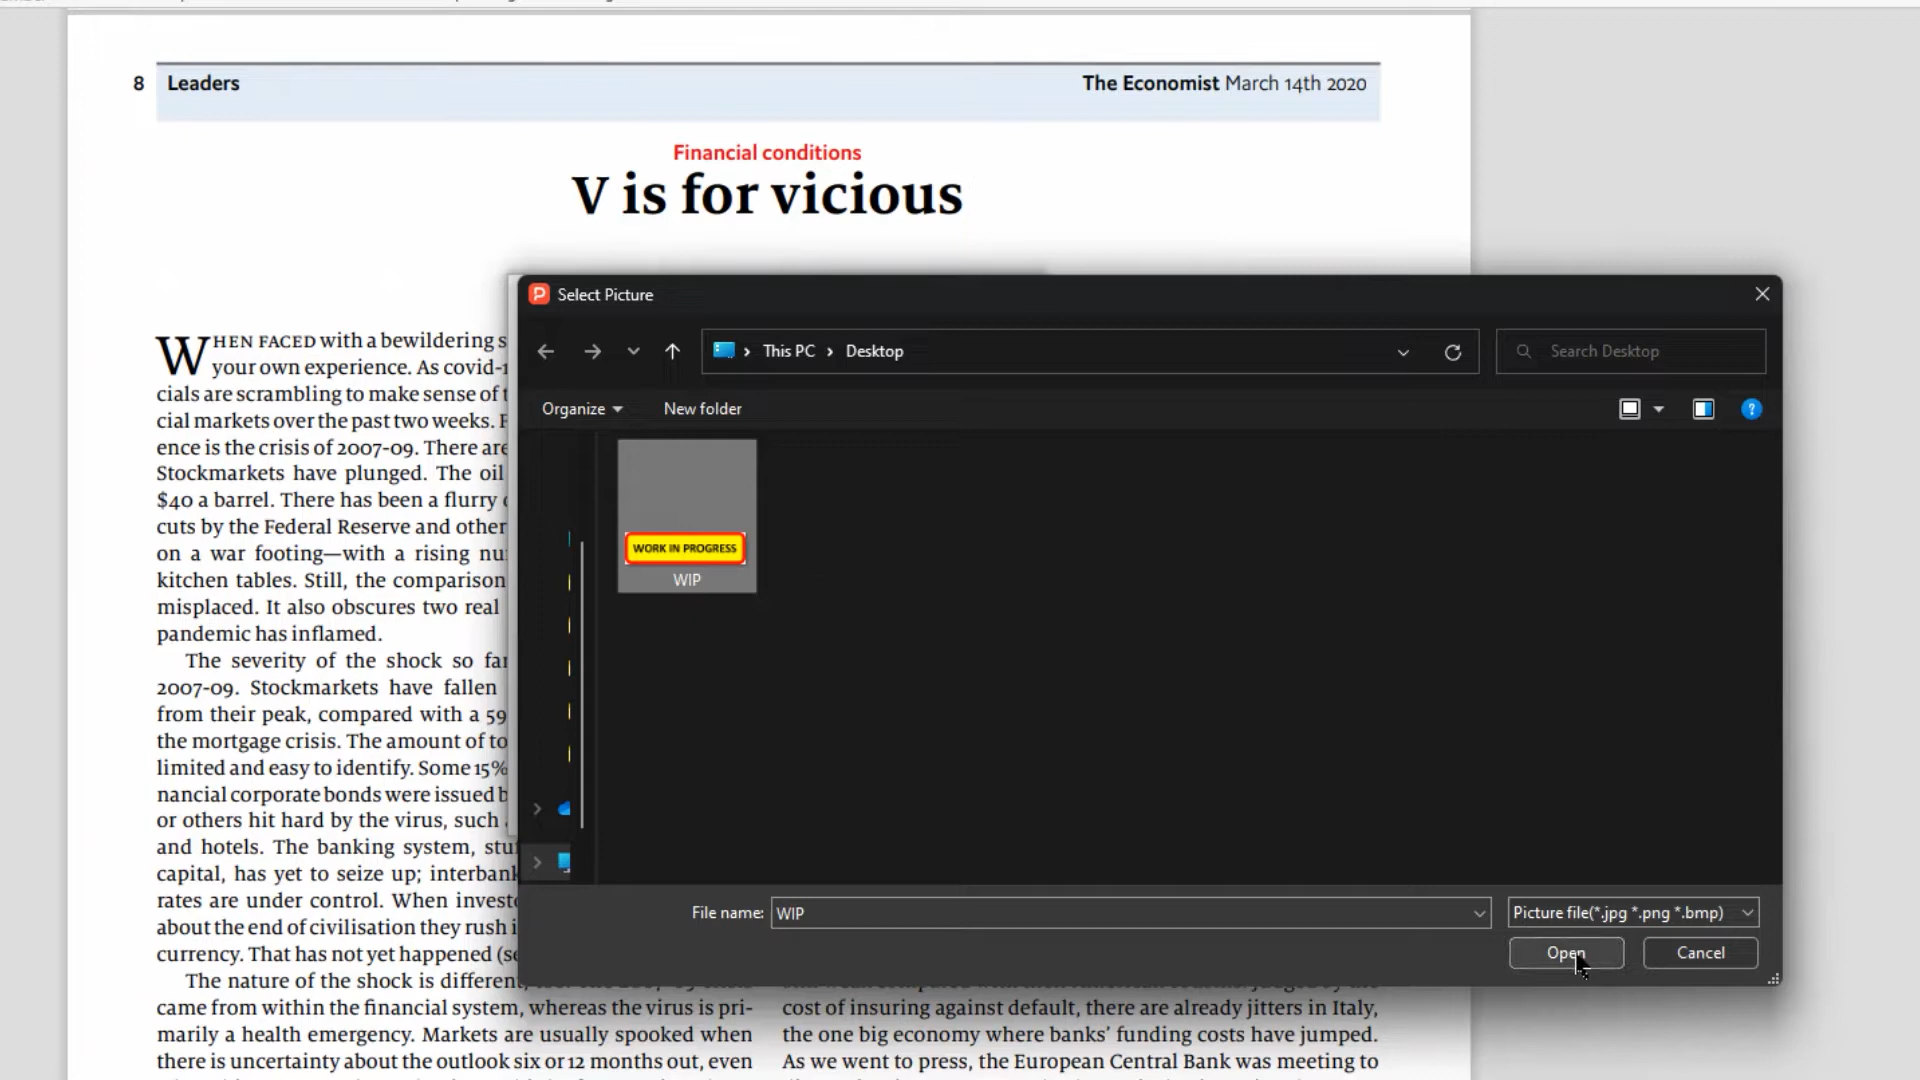 8 Leaders
The Economist March 14th 2020
Financial conditions
V is for vicious
WHEN FACED with a bewildering
your own experience. As covid-1
cials are scrambling to make sense of
cial markets over the past two weeks.
ence is the crisis of 2007-09. There are
Stockmarkets have plunged. The oil
$40 a barrel. There has been a flurry
cuts by the Federal Reserve and other
on a war footing—with a rising
kitchen tables. Still, the comparison
misplaced. It also obscures two real
pandemic has inflamed.
The severity of the shock so far
2007-09. Stockmarkets have fallen
from their peak, compared with a 59
the mortgage crisis. The amount of
limited and easy to identify. Some 15%
nancial corporate bonds were issued
or others hit hard by the virus, such
and hotels. The banking system,
capital, has yet to seize up; interbank
rates are under control. When
about the end of civilisation they rush
currency. That has not yet happened
The nature of the shock is different,
came from within the financial system, whereas the virus is pri-
marily a health emergency. Markets are usually spooked when
there is uncertainty about the outlook six or 12 months out, even
cost of insuring against default, there are already jitters in Italy,
the one big economy where banks' funding costs have jumped.
As we went to press, the European Central Bank was meeting to
Select Picture
This PC › Desktop
Search Desktop
Organize
New folder
WORK IN PROGRESS
WIP
File name: WIP
Picture file(*.jpg *.png *.bmp)
Open
Cancel